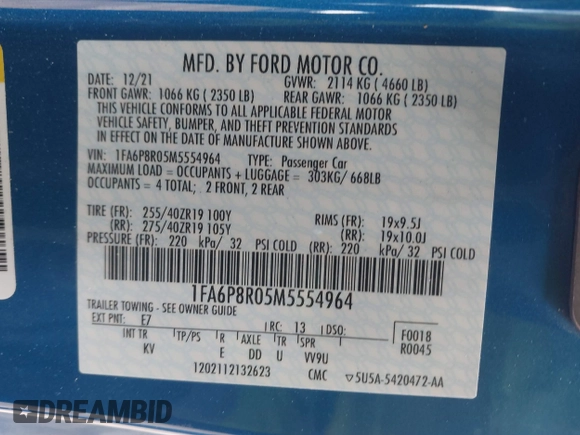 MFD. BY FORD MOTOR CO.
DATE: 12/21 GVWR: 2114 KG ( 4660 LB)
FRONT GAWR: 1066 KG ( 2350 LB) REAR GAWR: 1066 KG ( 2350 LB)
THIS VEHICLE CONFORMS TO ALL APPLICABLE FEDERAL MOTOR
VEHICLE SAFETY, BUMPER, AND THEFT PREVENTION STANDARDS
IN EFFECT ON THE DATE OF MANUFACTURE SHOWN ABOVE.
VIN: 1FA6P8R05M5554964 TYPE: Passenger Car
MAXIMUM LOAD = OCCUPANTS + LUGGAGE = 303KG/ 668LB
OCCUPANTS = 4 TOTAL; 2 FRONT, 2 REAR
TIRE (FR): 255/40ZR19 100Y RIMS (FR): 19x9.5J
(RR): 275/40ZR19 105Y (RR): 19x10.0J
PRESSURE (FR): 220 kPa/ 32 PSI COLD (RR): 220 kPa/ 32 PSI COLD
1FA6P8R05M5554964
TRAILER TOWING - SEE OWNER GUIDE
EXT PNT: E7 RC: 13 DSO: F0018
INT TR TP/PS R AXLE TR SPR R0045
KV E DD U VV9U
1202112132623 CMC ▽5U5A-5420472-AA
DREAMBID